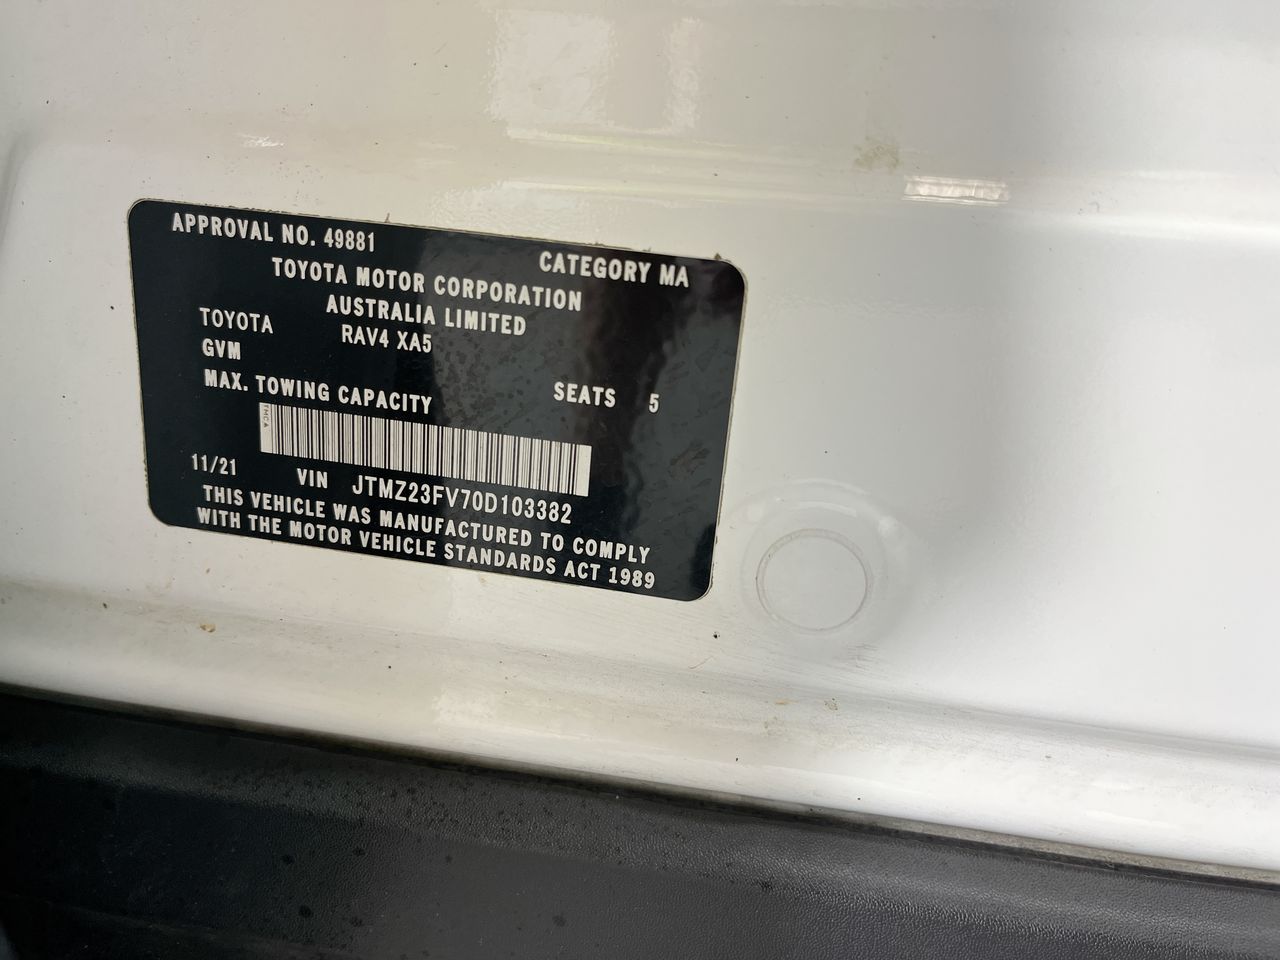 APPROVAL NO. 49881
CATEGORY MA
TOYOTA MOTOR CORPORATION
AUSTRALIA LIMITED
TOYOTA RAV4 XA5
GVM
MAX. TOWING CAPACITY
SEATS 5
TMCA
11/21 VIN JTMZ23FV70D103382
THIS VEHICLE WAS MANUFACTURED TO COMPLY
WITH THE MOTOR VEHICLE STANDARDS ACT 1989